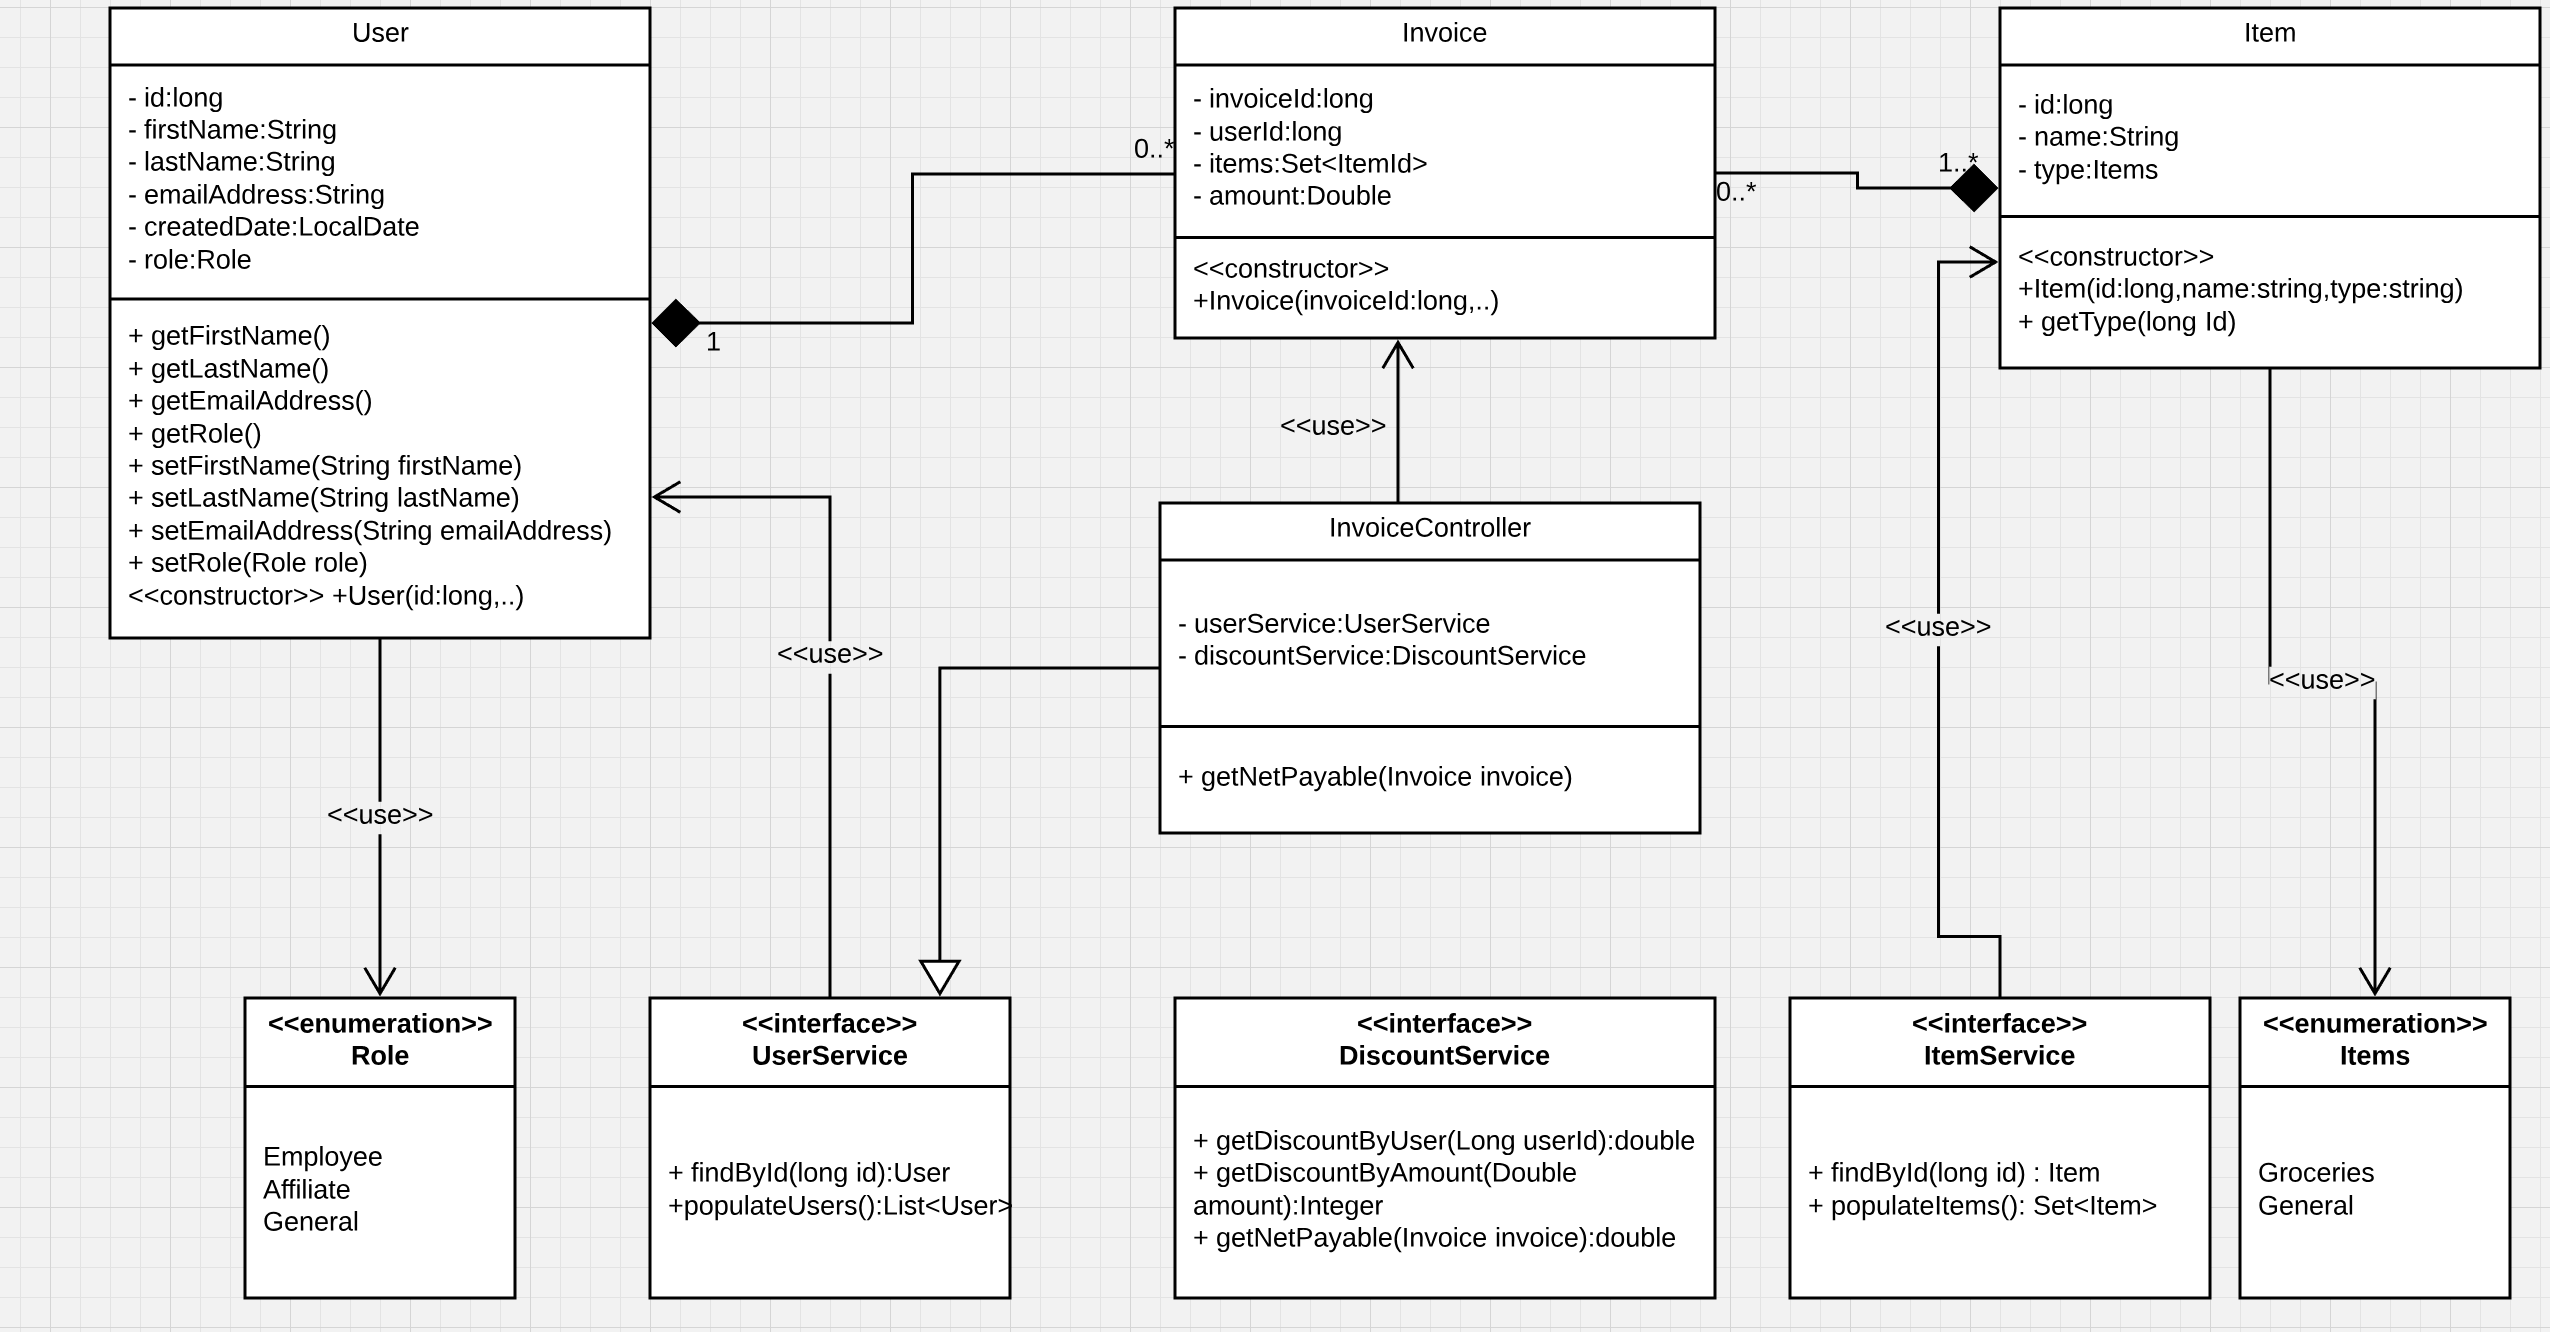 User
- id:long
- firstName:String
- lastName:String
- emailAddress:String
- createdDate:LocalDate
- role:Role
+ getFirstName()
+ getLastName()
+ getEmailAddress()
+ getRole()
+ setFirstName(String firstName)
+ setLastName(String lastName)
+ setEmailAddress(String emailAddress)
+ setRole(Role role)
<<constructor>> +User(id:long,..)
1
0..*
Invoice
- invoiceId:long
- userId:long
- items:Set<ItemId>
- amount:Double
<<constructor>>
+Invoice(invoiceId:long,..)
0..*
1..*
Item
- id:long
- name:String
- type:Items
<<constructor>>
+Item(id:long,name:string,type:string)
+ getType(long Id)
<<use>>
InvoiceController
- userService:UserService
- discountService:DiscountService
+ getNetPayable(Invoice invoice)
<<use>>
<<use>>
<<use>>
<<use>>
<<enumeration>>
Role
Employee
Affiliate
General
<<interface>>
UserService
+ findById(long id):User
+populateUsers():List<User>
<<interface>>
DiscountService
+ getDiscountByUser(Long userId):double
+ getDiscountByAmount(Double
amount):Integer
+ getNetPayable(Invoice invoice):double
<<interface>>
ItemService
+ findById(long id) : Item
+ populateItems(): Set<Item>
<<enumeration>>
Items
Groceries
General